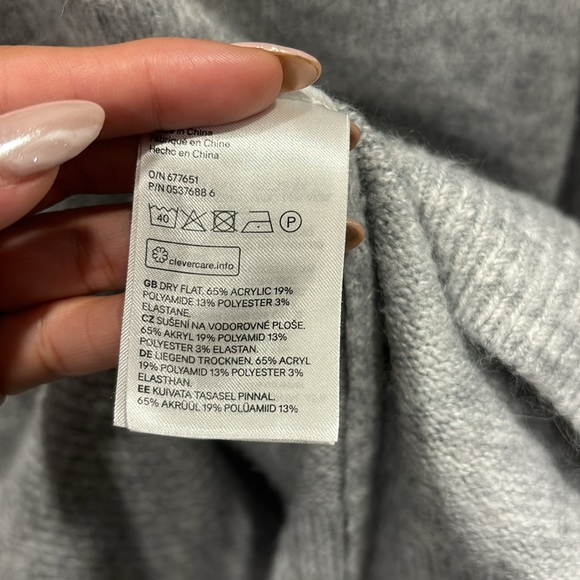 in China
Fabriqué en Chine
Hecho en China
O/N 677651
P/N 0537688 6
40 P
clevercare.info
GB DRY FLAT. 65% ACRYLIC 19%
POLYAMIDE 13% POLYESTER 3%
ELASTANE.
CZ SUŠENÍ NA VODOROVNÉ PLOŠE.
65% AKRYL 19% POLYAMID 13%
POLYESTER 3% ELASTAN.
DE LIEGEND TROCKNEN. 65% ACRYL
19% POLYAMID 13% POLYESTER 3%
ELASTHAN.
EE KUIVATA TASASEL PINNAL.
65% AKRÜÜL 19% POLÜAMIID 13%